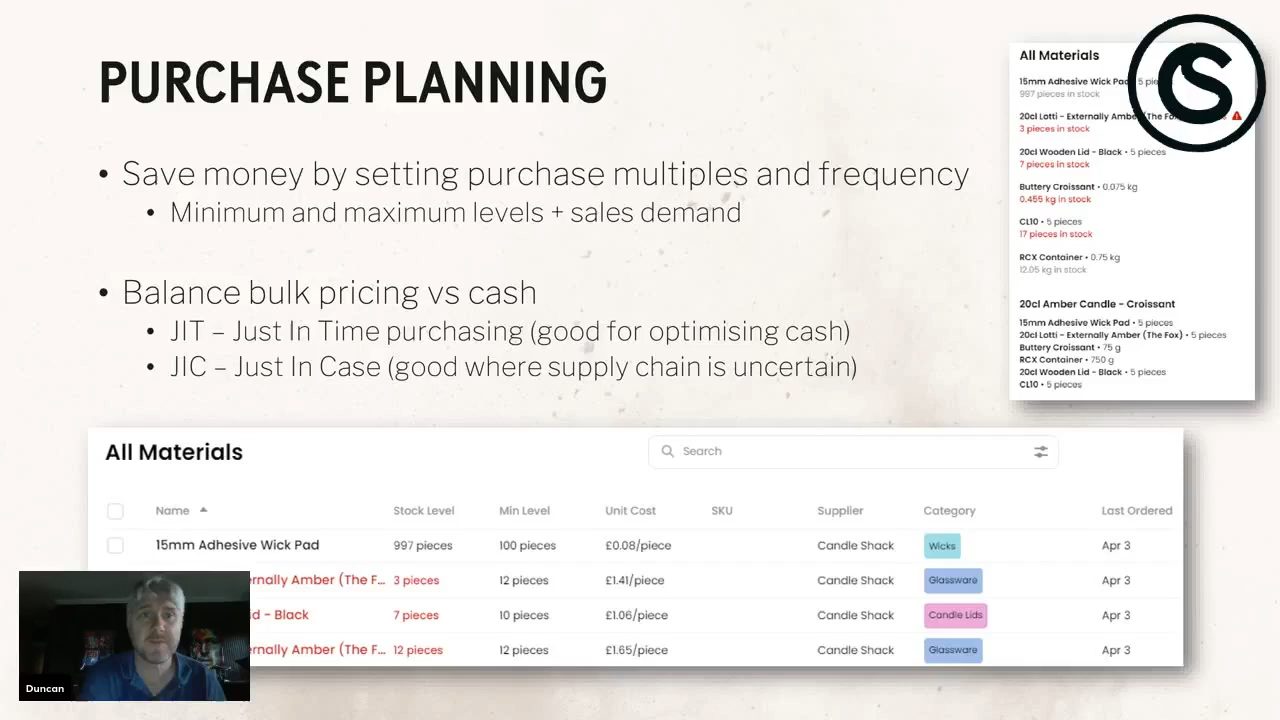 PURCHASE PLANNING
• Save money by setting purchase multiples and frequency
• Minimum and maximum levels + sales demand
• Balance bulk pricing vs cash
• JIT – Just In Time purchasing (good for optimising cash)
• JIC – Just In Case (good where supply chain is uncertain)
All Materials
15mm Adhesive Wick Pad • 5
997 pieces in stock
20cl Lotti - Externally Amber (The
3 pieces in stock
20cl Wooden Lid - Black • 5 pieces
7 pieces in stock
Buttery Croissant • 0.075 kg
0.455 kg in stock
CL10 • 5 pieces
17 pieces in stock
RCX Container • 0.75 kg
12.05 kg in stock
20cl Amber Candle - Croissant
15mm Adhesive Wick Pad • 5 pieces
20cl Lotti - Externally Amber (The Fox) • 5 pieces
Buttery Croissant • 75 g
RCX Container • 750 g
20cl Wooden Lid - Black • 5 pieces
CL10 • 5 pieces
All Materials
Search
Name Stock Level Min Level Unit Cost SKU Supplier Category Last Ordered
15mm Adhesive Wick Pad 997 pieces 100 pieces £0.08/piece Candle Shack Wicks Apr 3
ernally Amber (The F... 3 pieces 12 pieces £1.41/piece Candle Shack Glassware Apr 3
id - Black 7 pieces 10 pieces £1.06/piece Candle Shack Candle Lids Apr 3
ernally Amber (The F... 12 pieces 12 pieces £1.65/piece Candle Shack Glassware Apr 3
Duncan